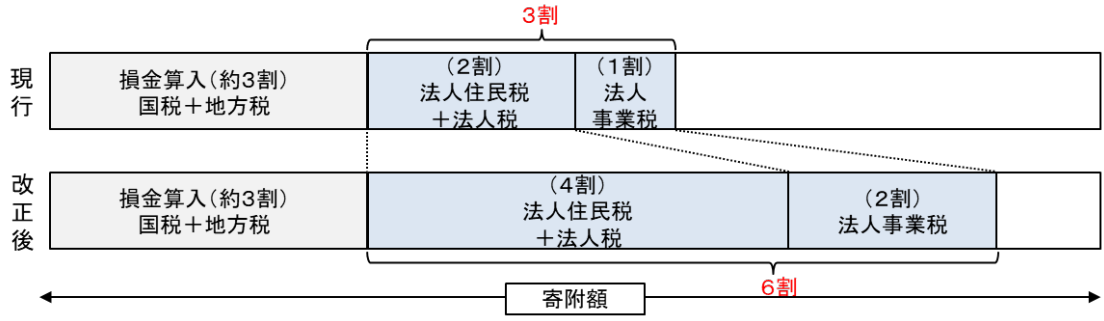 3割
現行
損金算入（約3割）
国税＋地方税
（2割）
法人住民税
＋法人税
（1割）
法人
事業税
改正後
損金算入（約3割）
国税＋地方税
（4割）
法人住民税
＋法人税
（2割）
法人事業税
6割
寄附額